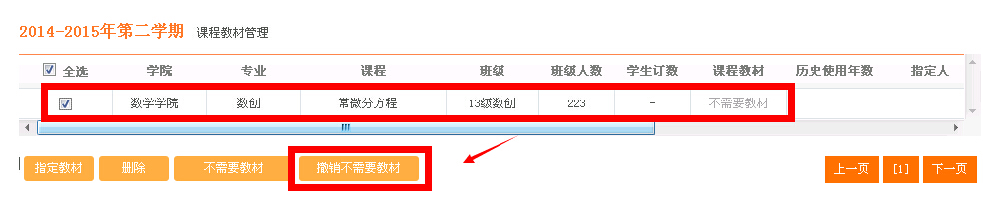 2014-2015年第二学期 课程教材管理
全选 学院 专业 课程 班级 班级人数 学生订数 课程教材 历史使用年数 指定人
数学学院 数创 常微分方程 13级数创 223 - 不需要教材
指定教材 删除 不需要教材 撤销不需要教材 上一页 [1] 下一页